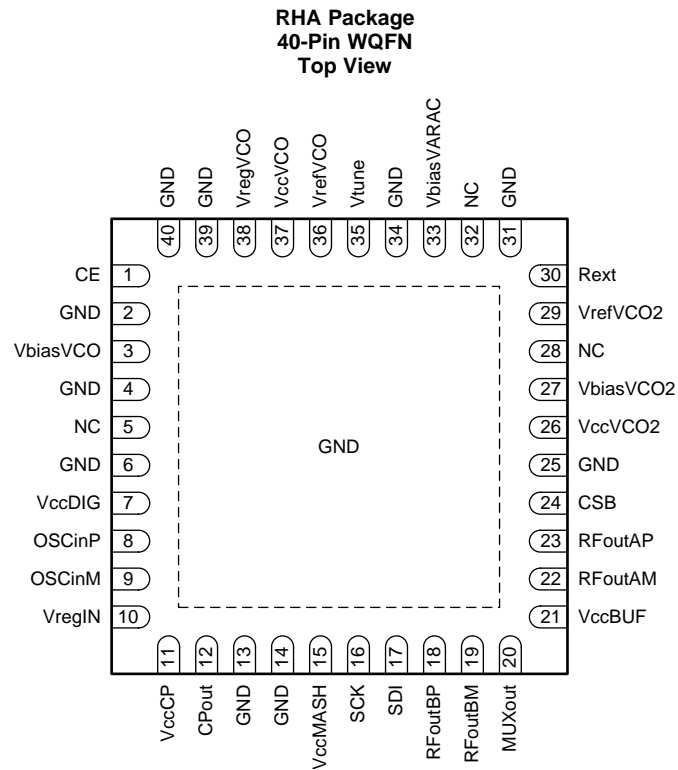 RHA Package
40-Pin WQFN
Top View
GND
GND
VregVCO
VccVCO
VrefVCO
Vtune
GND
VbiasVARAC
NC
GND
40
39
38
37
36
35
34
33
32
31
CE 1
GND 2
VbiasVCO 3
GND 4
NC 5
GND 6
VccDIG 7
OSCinP 8
OSCinM 9
VregIN 10
GND
30 Rext
29 VrefVCO2
28 NC
27 VbiasVCO2
26 VccVCO2
25 GND
24 CSB
23 RFoutAP
22 RFoutAM
21 VccBUF
11
12
13
14
15
16
17
18
19
20
VccCP
CPout
GND
GND
VccMASH
SCK
SDI
RFoutBP
RFoutBM
MUXout